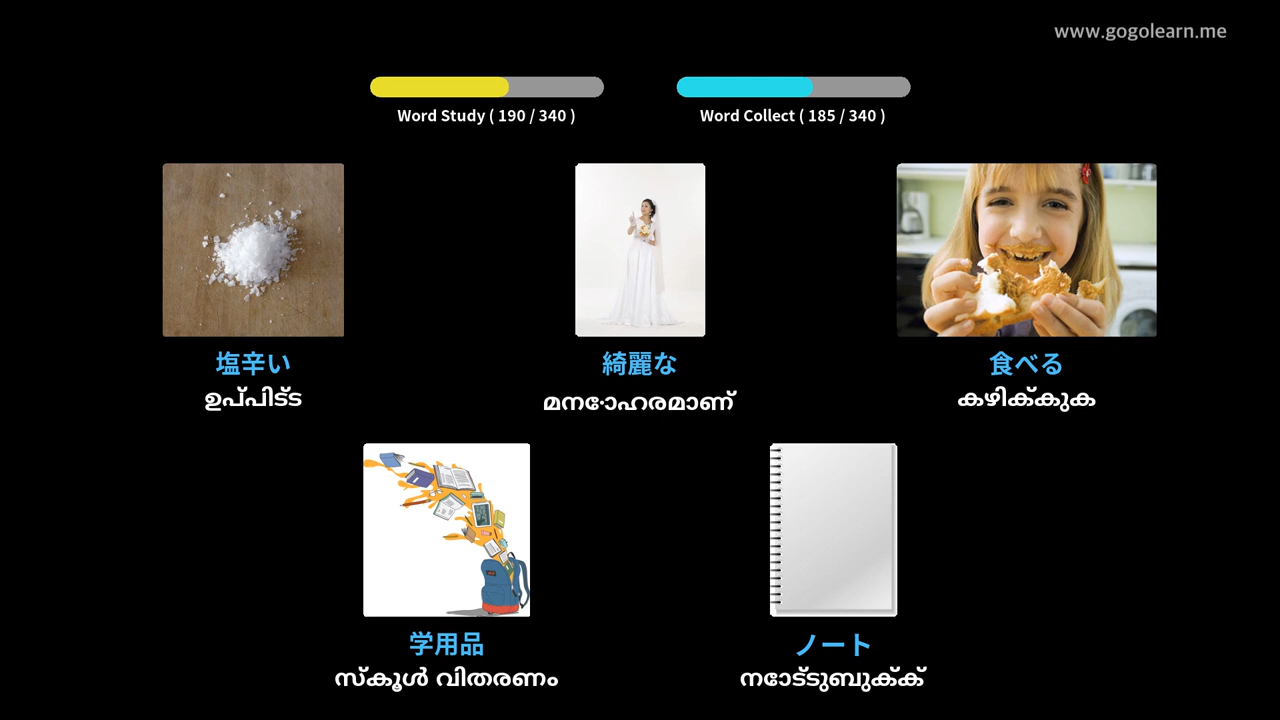 www.gogolearn.me
Word Study ( 190 / 340 )
Word Collect ( 185 / 340 )
塩辛い
ഉപ്പിട്ട
綺麗な
മനോഹരമാണ്
食べる
കഴിക്കുക
学用品
സ്കൂൾ വിതരണം
ノート
നോട്ടുബുക്ക്